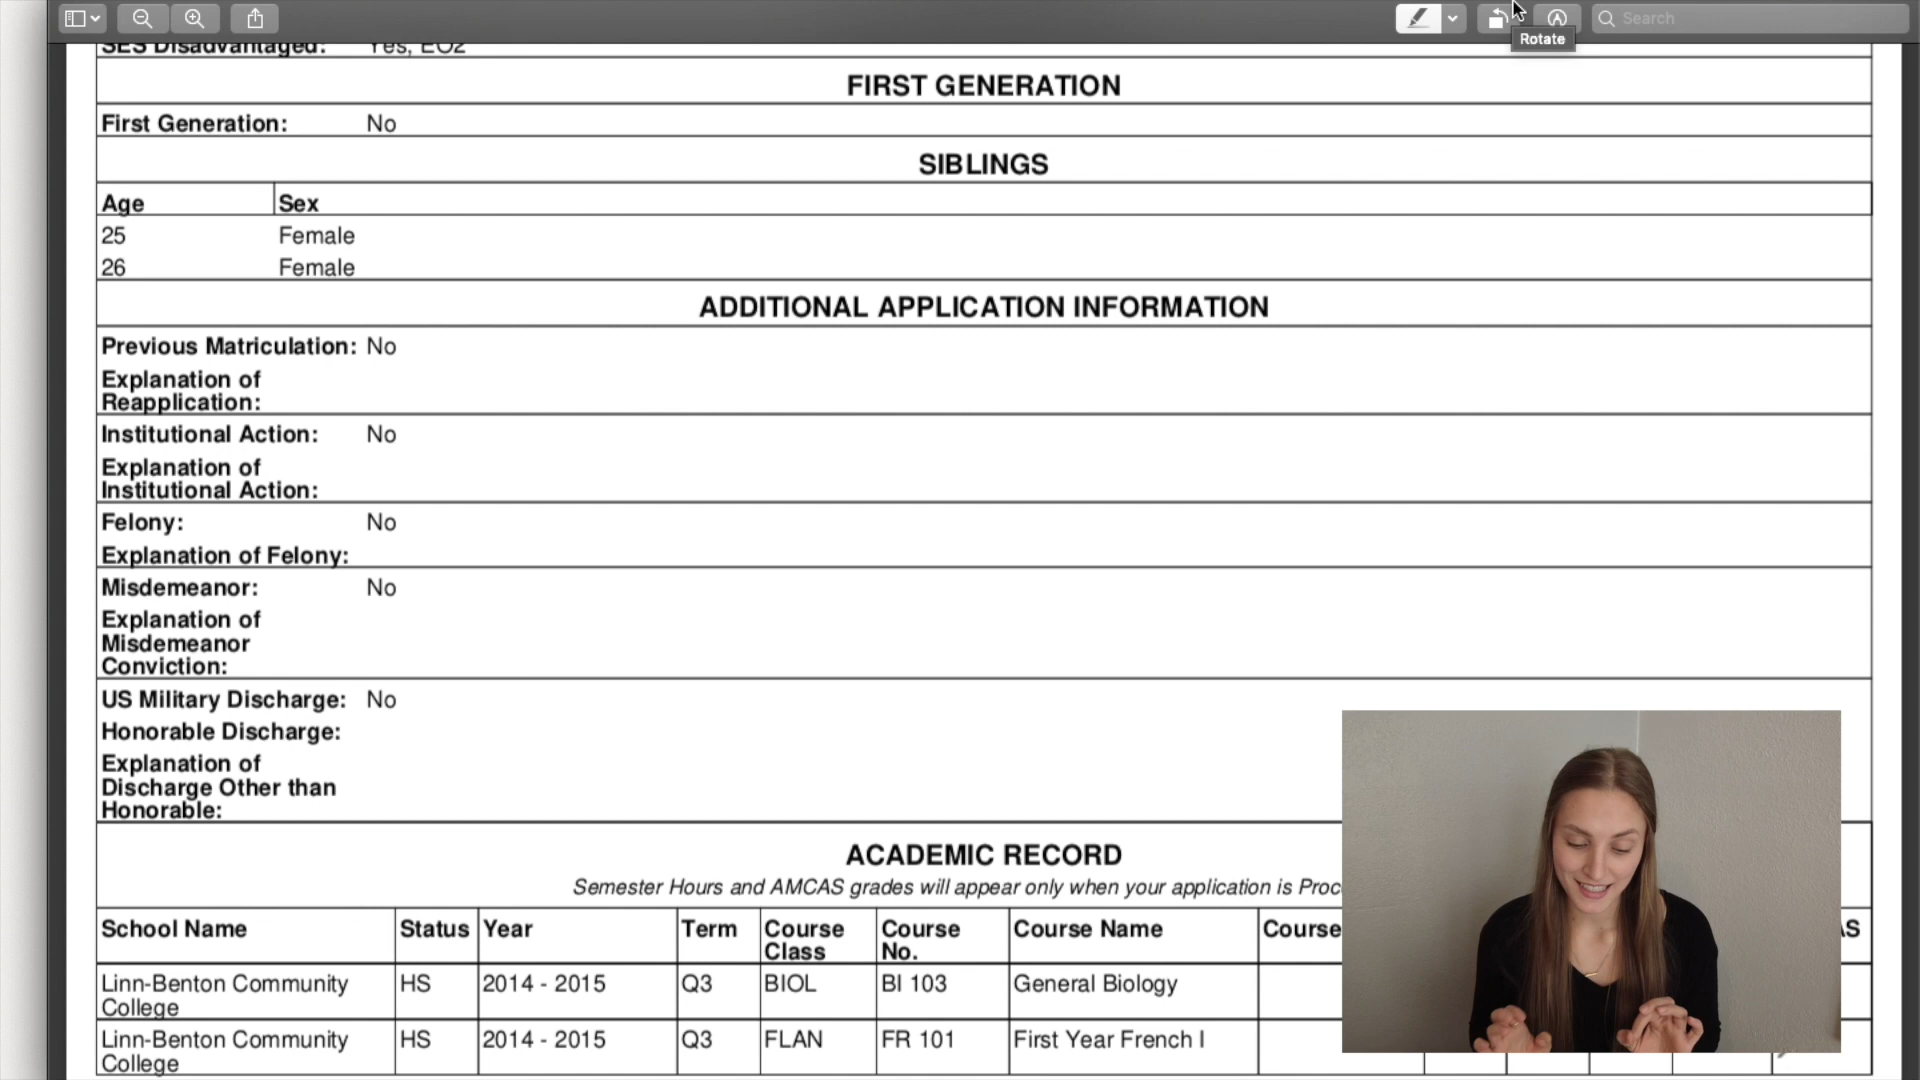 Search
Rotate
SES Disadvantaged: Yes, EO2
FIRST GENERATION
First Generation: No
SIBLINGS
Age Sex
25 Female
26 Female
ADDITIONAL APPLICATION INFORMATION
Previous Matriculation: No
Explanation of
Reapplication:
Institutional Action: No
Explanation of
Institutional Action:
Felony: No
Explanation of Felony:
Misdemeanor: No
Explanation of
Misdemeanor
Conviction:
US Military Discharge: No
Honorable Discharge:
Explanation of
Discharge Other than
Honorable:
ACADEMIC RECORD
Semester Hours and AMCAS grades will appear only when your application is
School Name Status Year Term Course Class Course No. Course Name Course
Linn-Benton Community College HS 2014 - 2015 Q3 BIOL BI 103 General Biology
Linn-Benton Community College HS 2014 - 2015 Q3 FLAN FR 101 First Year French I